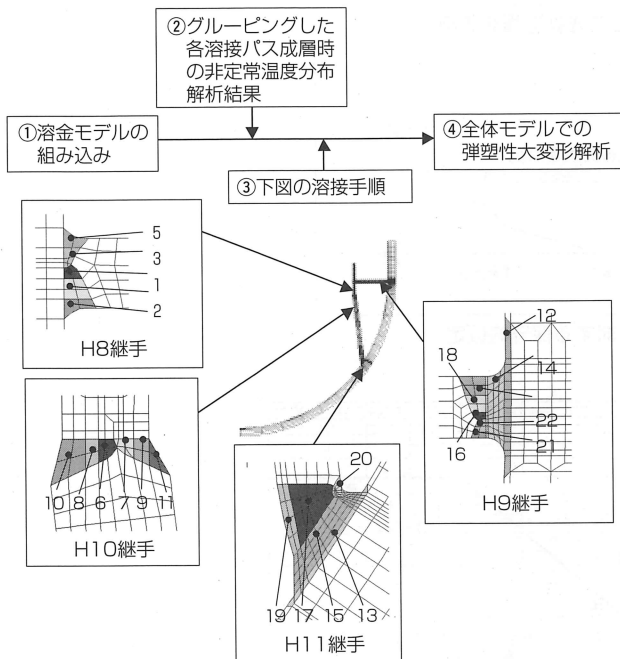 ②グルーピングした
各溶接パス成層時
の非定常温度分布
解析結果
①溶金モデルの
組み込み
④全体モデルでの
弾塑性大変形解析
③下図の溶接手順
5
3
1
2
H8継手
12
18
14
22
16
21
H9継手
10 8 6 7 9 11
H10継手
20
19 17 15 13
H11継手